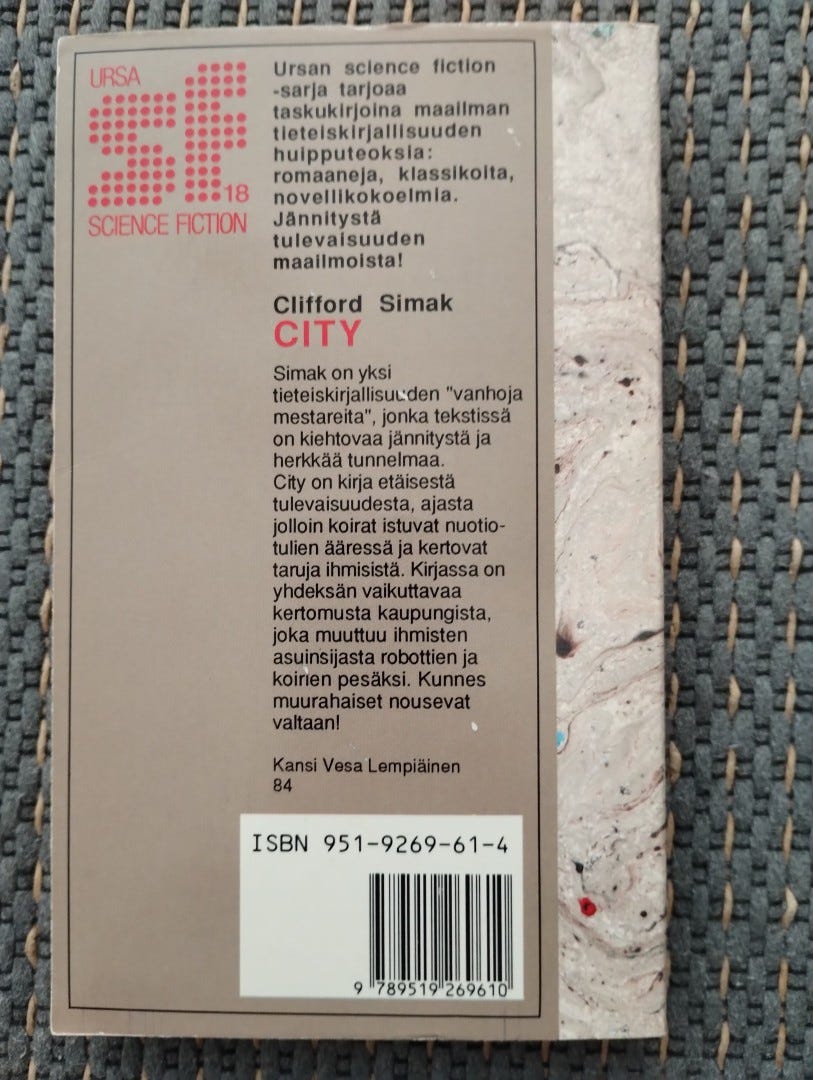 URSA
18
SCIENCE FICTION
Ursan science fiction
-sarja tarjoaa
taskukirjoina maailman
tieteiskirjallisuuden
huipputeoksia:
romaaneja, klassikoita,
novellikokoelmia.
Jännitystä
tulevaisuuden
maailmoista!
Clifford Simak
CITY
Simak on yksi
tieteiskirjallisuuden "vanhoja
mestareita", jonka tekstissä
on kiehtovaa jännitystä ja
herkkää tunnelmaa.
City on kirja etäisestä
tulevaisuudesta, ajasta
jolloin koirat istuvat nuotio-
tulien ääressä ja kertovat
taruja ihmisistä. Kirjassa on
yhdeksän vaikuttavaa
kertomusta kaupungista,
joka muuttuu ihmisten
asuinsijasta robottien ja
koirien pesäksi. Kunnes
muurahaiset nousevat
valtaan!
Kansi Vesa Lempiäinen
84
ISBN 951-9269-61-4
9 789519 269610